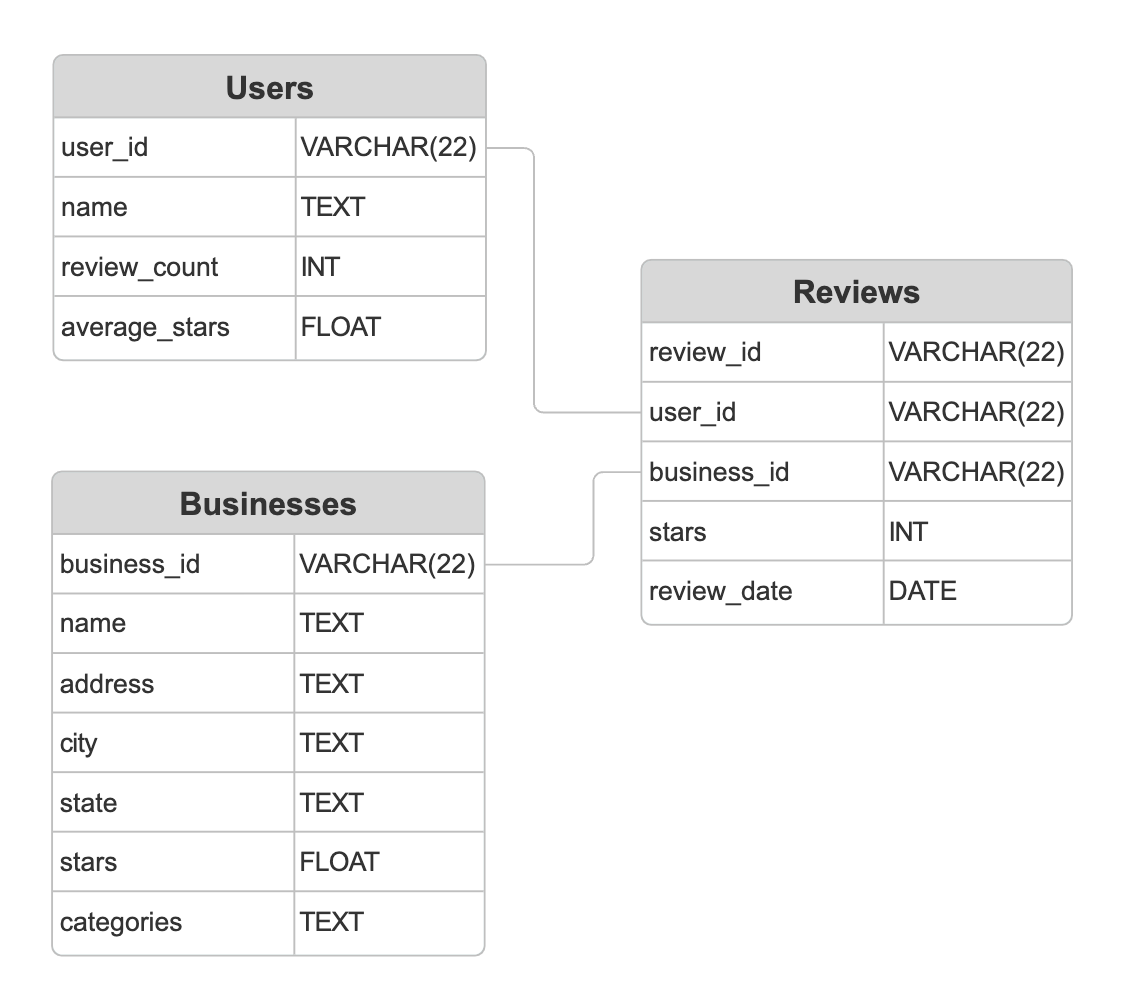 Users
user_id VARCHAR(22)
name TEXT
review_count INT
average_stars FLOAT
Reviews
review_id VARCHAR(22)
user_id VARCHAR(22)
business_id VARCHAR(22)
stars INT
review_date DATE
Businesses
business_id VARCHAR(22)
name TEXT
address TEXT
city TEXT
state TEXT
stars FLOAT
categories TEXT